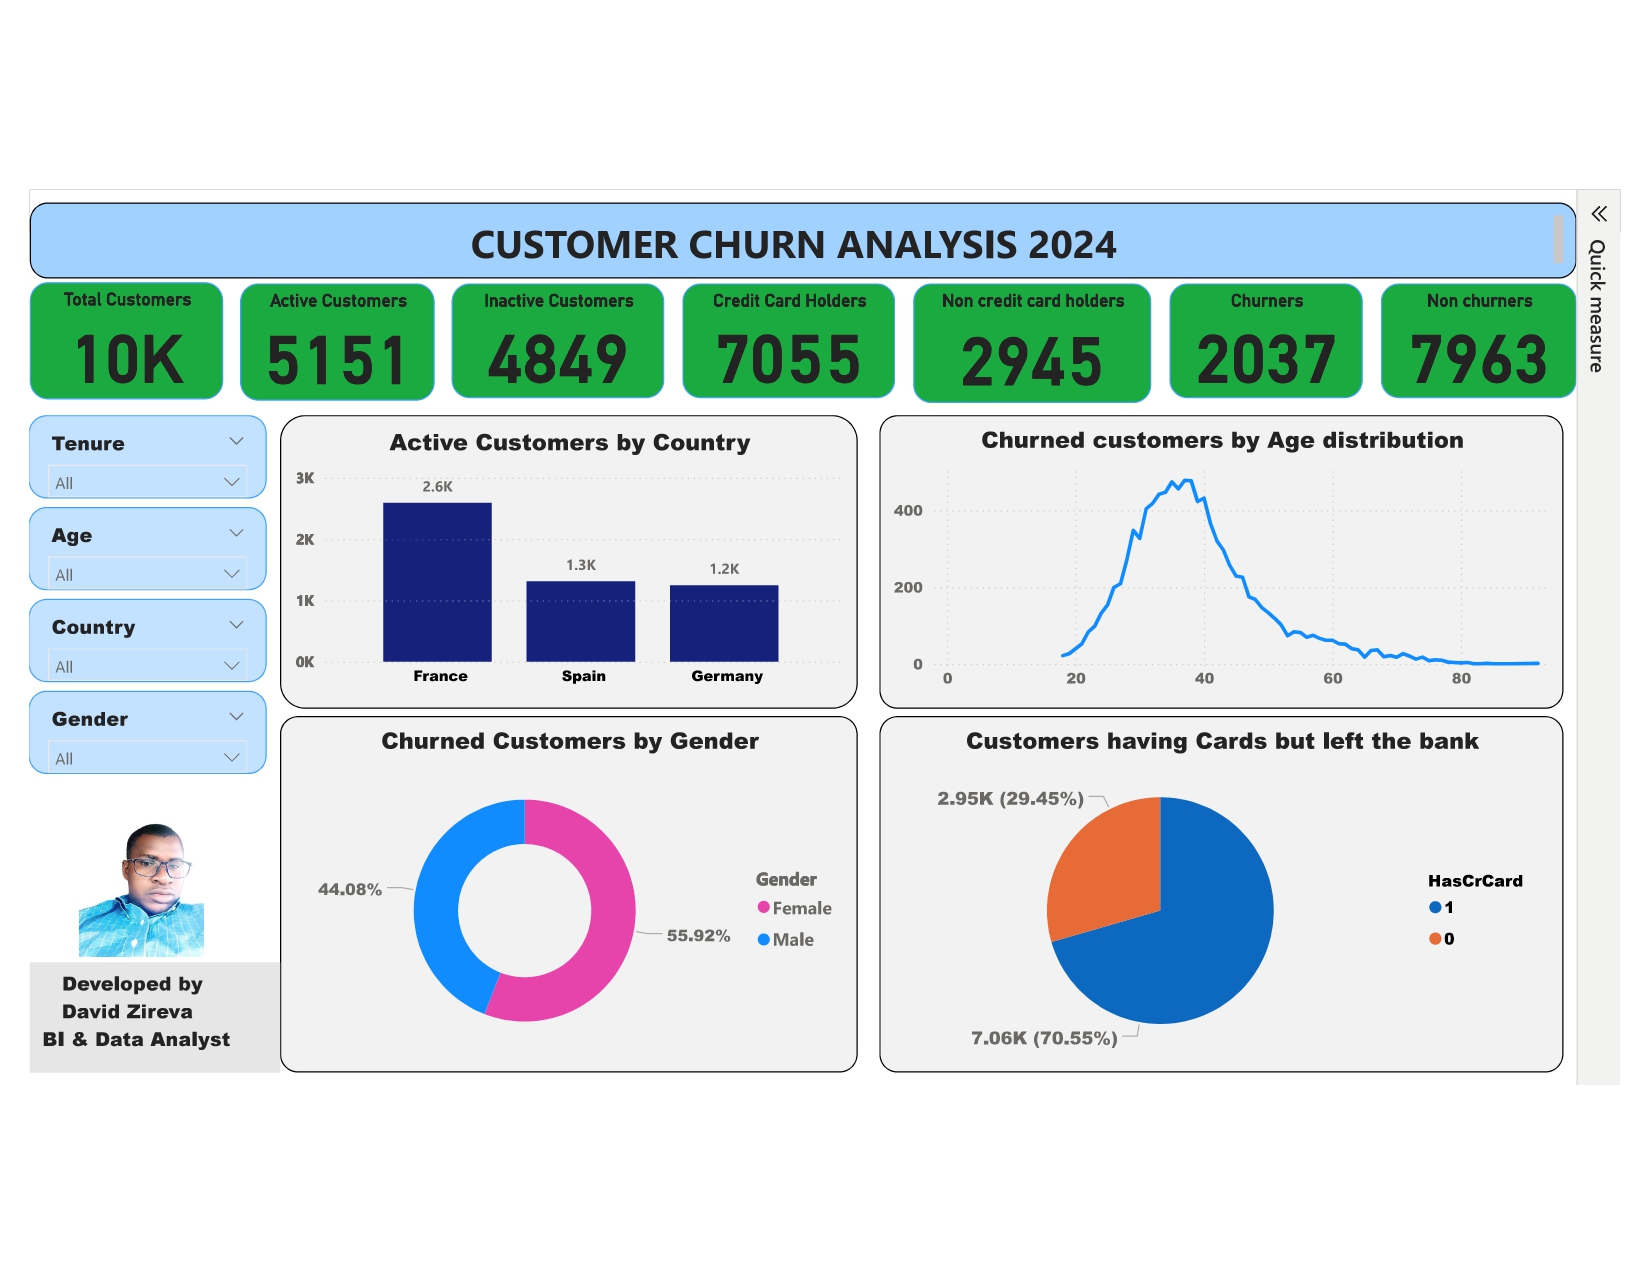 CUSTOMER CHURN ANALYSIS 2024
Quick measure
Total Customers
10K
Active Customers
5151
Inactive Customers
4849
Credit Card Holders
7055
Non credit card holders
2945
Churners
2037
Non churners
7963
Tenure
All
Age
All
Country
All
Gender
All
Developed by
David Zireva
BI & Data Analyst
Active Customers by Country
3K
2K
1K
0K
2.6K
1.3K
1.2K
France
Spain
Germany
Churned customers by Age distribution
400
200
0
0
20
40
60
80
Churned Customers by Gender
44.08%
55.92%
Gender
Female
Male
Customers having Cards but left the bank
2.95K (29.45%)
7.06K (70.55%)
HasCrCard
1
0